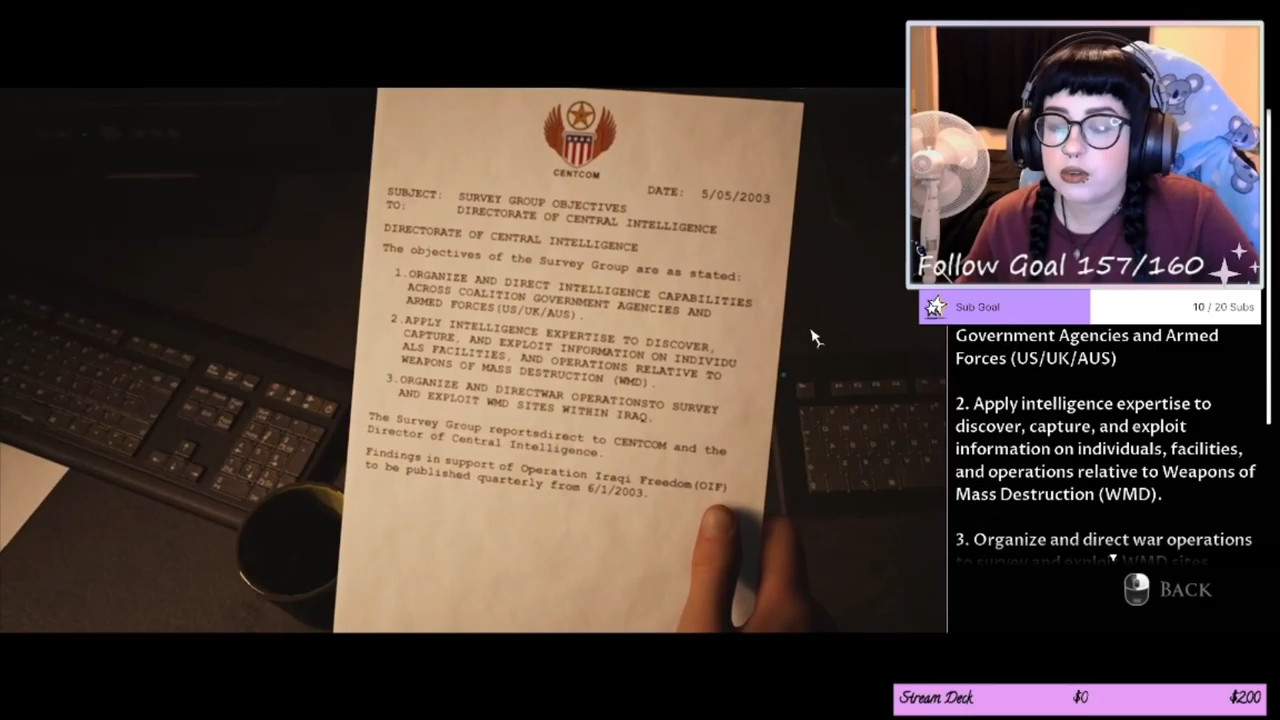 CENTCOM
DATE: 5/05/2003
SUBJECT: SURVEY GROUP OBJECTIVES
TO: DIRECTORATE OF CENTRAL INTELLIGENCE
DIRECTORATE OF CENTRAL INTELLIGENCE
The objectives of the Survey Group are as stated:
1.ORGANIZE AND DIRECT INTELLIGENCE CAPABILITIES
ACROSS COALITION GOVERNMENT AGENCIES AND
ARMED FORCES(US/UK/AUS).
2.APPLY INTELLIGENCE EXPERTISE TO DISCOVER,
CAPTURE, AND EXPLOIT INFORMATION ON INDIVIDU
ALS FACILITIES, AND OPERATIONS RELATIVE TO
WEAPONS OF MASS DESTRUCTION (WMD).
3.ORGANIZE AND DIRECTWAR OPERATIONSTO SURVEY
AND EXPLOIT WMD SITES WITHIN IRAQ.
The Survey Group reportsdirect to CENTCOM and the
Director of Central Intelligence.
Findings in support of Operation Iraqi Freedom(OIF)
to be published quarterly from 6/1/2003.
Follow Goal 157/160
Sub Goal 10 / 20 Subs
Government Agencies and Armed
Forces (US/UK/AUS)
2. Apply intelligence expertise to
discover, capture, and exploit
information on individuals, facilities,
and operations relative to Weapons of
Mass Destruction (WMD).
3. Organize and direct war operations
to survey and exploit WMD sites
BACK
Stream Deck $0 $200